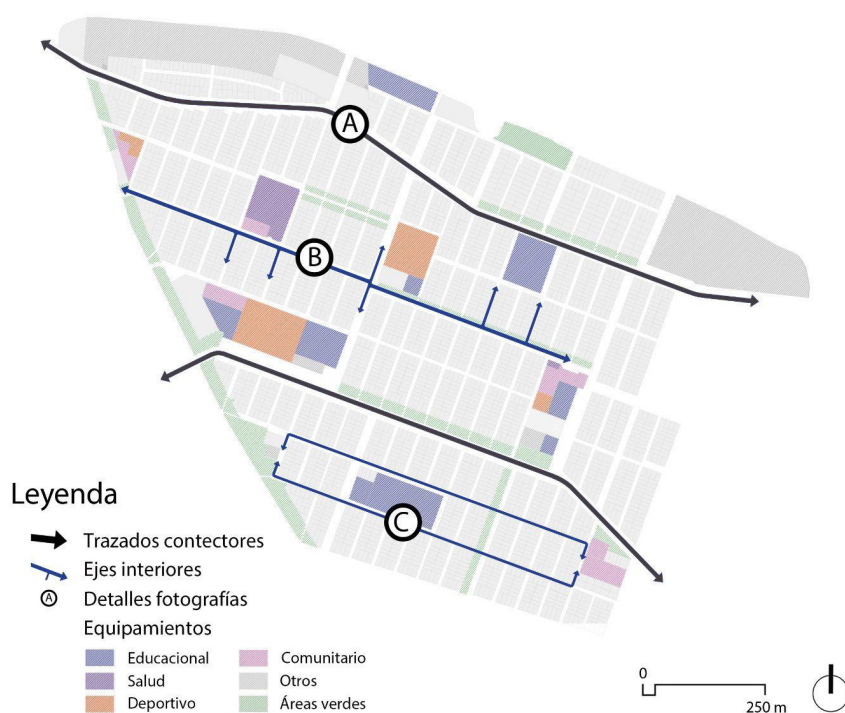 A
B
C
Leyenda
Trazados contectores
Ejes interiores
A Detalles fotografías
Equipamientos
Educacional Comunitario
Salud Otros
Deportivo Áreas verdes
0
250 m